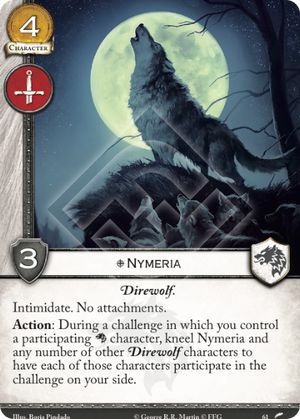 4
CHARACTER
3
NYMERIA
Direwolf.
Intimidate. No attachments.
Action: During a challenge in which you control
a participating character, kneel Nymeria and
any number of other Direwolf characters to
have each of those characters participate in the
challenge on your side.
Illus. Borja Pindado
© George R.R. Martin © FFG
61